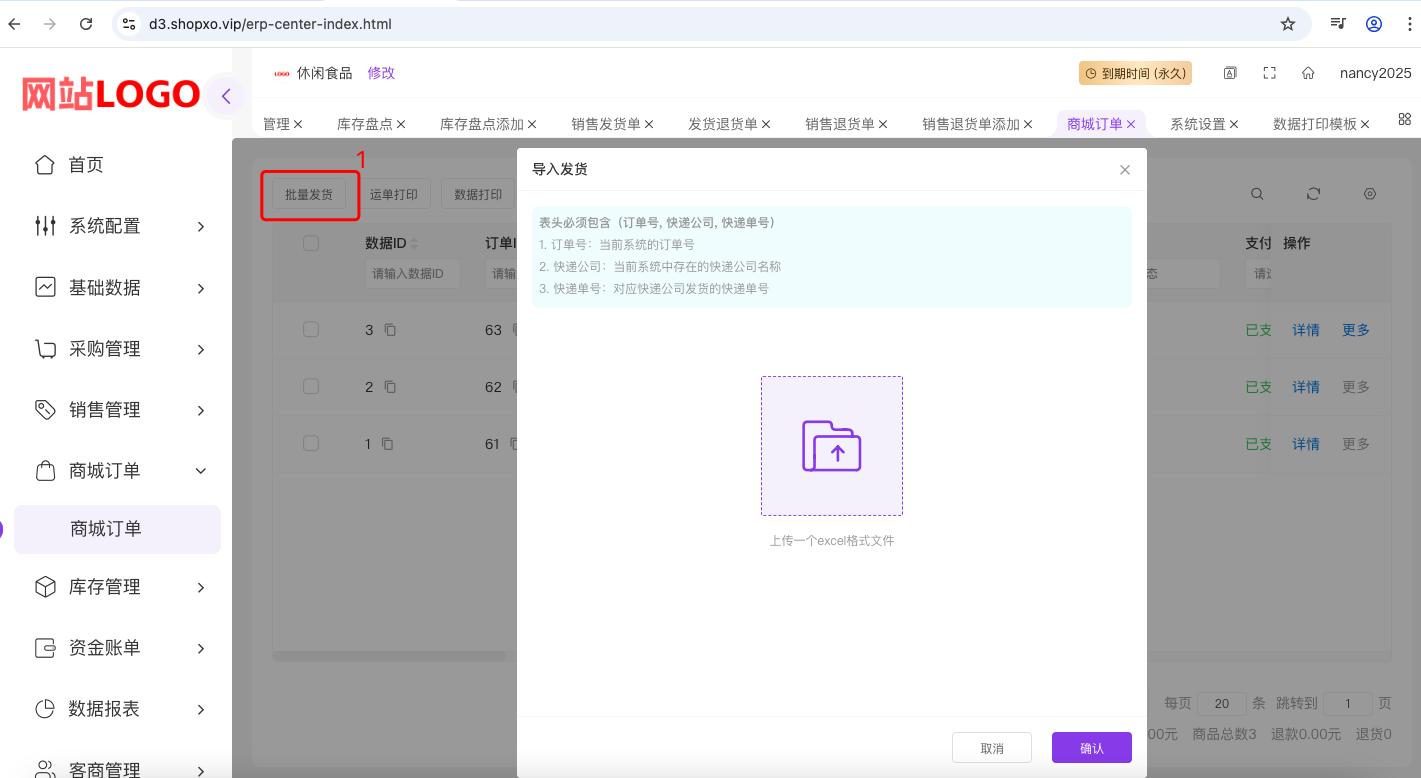 d3.shopxo.vip/erp-center-index.html
网站LOGO
LOGO 休闲食品 修改
到期时间 (永久)
nancy2025
管理 库存盘点 库存盘点添加 销售发货单 发货退货单 销售退货单 销售退货单添加 商城订单 系统设置 数据打印模板
首页
系统配置
基础数据
采购管理
销售管理
商城订单
商城订单
库存管理
资金账单
数据报表
客商管理
1
批量发货 运单打印 数据打印
数据ID 订单I 支付 操作
请输入数据ID 请输 态 请选
3 63 已支 详情 更多
2 62 已支 详情 更多
1 61 已支 详情 更多
导入发货
表头必须包含（订单号, 快递公司, 快递单号）
1. 订单号：当前系统的订单号
2. 快递公司：当前系统中存在的快递公司名称
3. 快递单号：对应快递公司发货的快递单号
上传一个excel格式文件
取消 确认
每页 20 条 跳转到 1 页
00元 商品总数3 退款0.00元 退货0